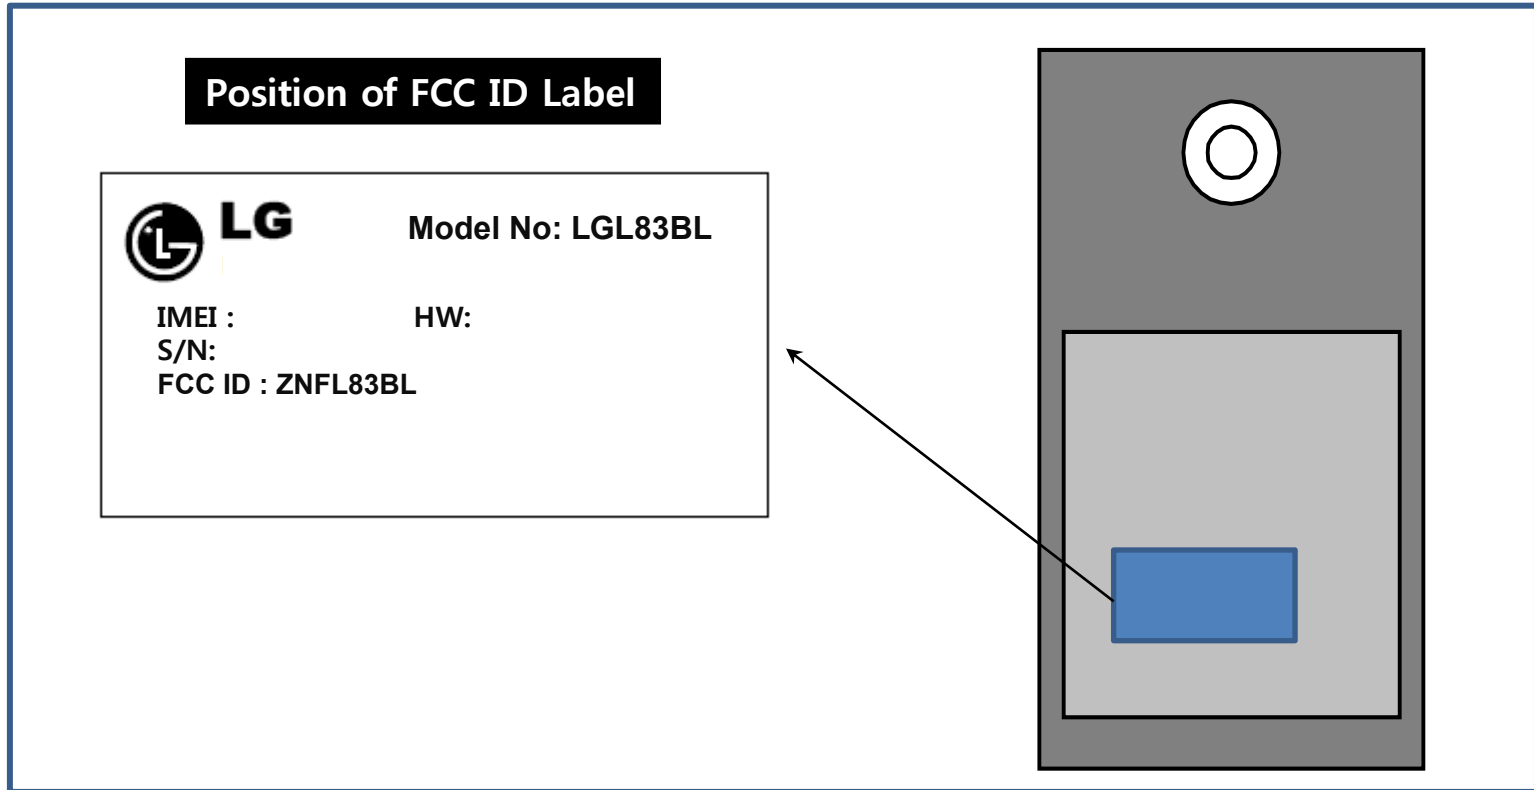 Position of FCC ID Label
LG
Model No: LGL83BL
IMEI :
HW:
S/N:
FCC ID : ZNFL83BL